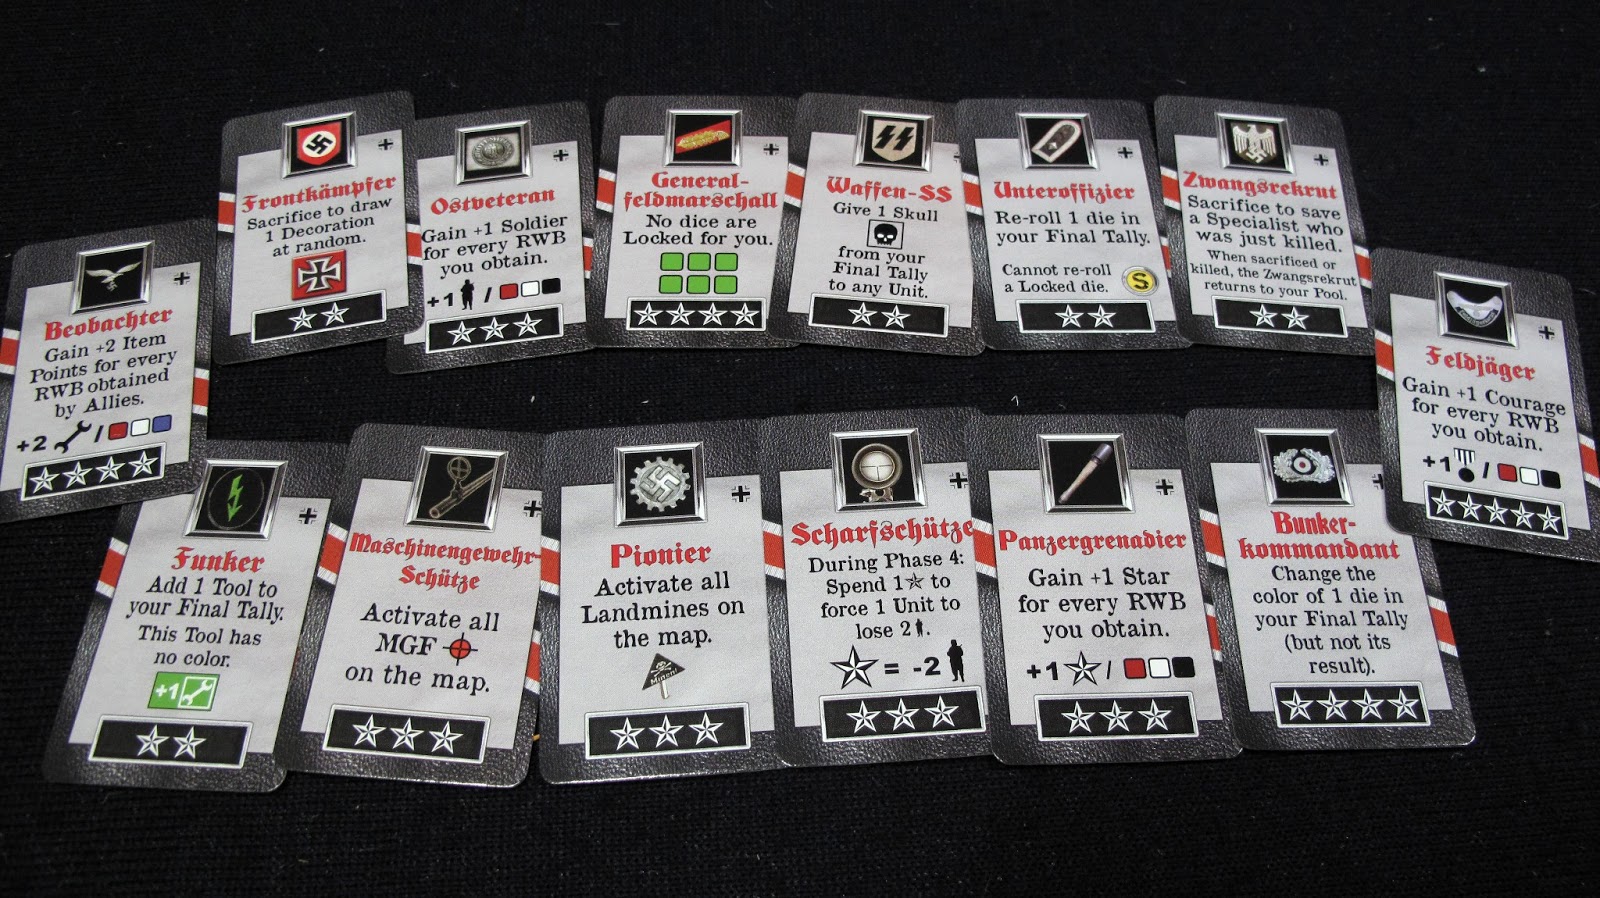 Beobachter
Gain +2 Item
Points for every
RWB obtained
by Allies.
+2 /
Frontkämpfer
Sacrifice to draw
1 Decoration
at random.
Ostveteran
Gain +1 Soldier
for every RWB
you obtain.
+1 /
General-
feldmarschall
No dice are
Locked for you.
Waffen-SS
Give 1 Skull
from your
Final Tally
to any Unit.
Unteroffizier
Re-roll 1 die in
your Final Tally.
Cannot re-roll
a Locked die.
S
Zwangsrekrut
Sacrifice to save
a Specialist who
was just killed.
When sacrificed or
killed, the Zwangsrekrut
returns to your Pool.
Feldjäger
Gain +1 Courage
for every RWB
you obtain.
+1 /
Funker
Add 1 Tool to
your Final Tally.
This Tool has
no color.
+1
Maschinengewehr-
Schütze
Activate all
MGF
on the map.
Pionier
Activate all
Landmines on
the map.
Minen!
Scharfschütze
During Phase 4:
Spend 1 to
force 1 Unit to
lose 2 .
= -2
Panzergrenadier
Gain +1 Star
for every RWB
you obtain.
+1 /
Bunker-
kommandant
Change the
color of 1 die in
your Final Tally
(but not its
result).